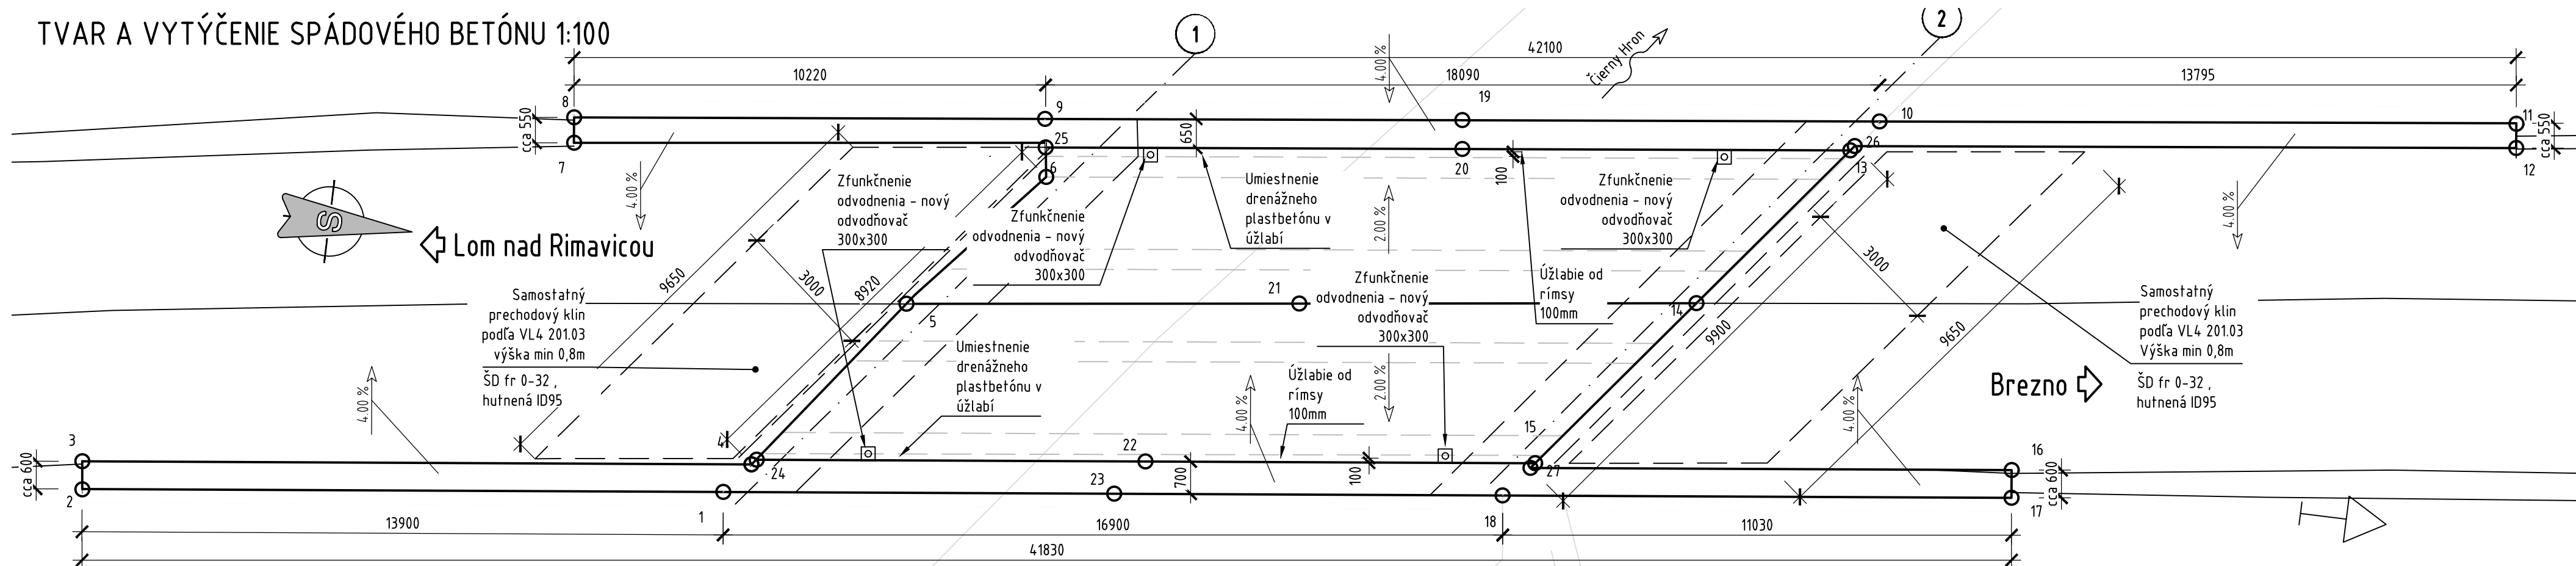 TVAR A VYTÝČENIE SPÁDOVÉHO BETÓNU 1:100
1
2
42100
10220
18090
13795
Čierny Hron
4.00 %
8
9
19
10
11
cca 550
650
cca 550
7
25
6
20
100
26
13
12
4.00 %
4.00 %
S
Lom nad Rimavicou
Zfunkčnenie
odvodnenia - nový
odvodňovač
300x300
Zfunkčnenie
odvodnenia - nový
odvodňovač
300x300
Umiestnenie
drenážneho
plastbetónu v
úžlabí
2.00 %
Zfunkčnenie
odvodnenia - nový
odvodňovač
300x300
9650
3000
8920
Úžlabie od
rímsy
100mm
3000
9900
9650
Samostatný
prechodový klin
podľa VL4 201.03
výška min 0,8m
ŠD fr 0-32 ,
hutnená ID95
5
21
14
Zfunkčnenie
odvodnenia - nový
odvodňovač
300x300
Samostatný
prechodový klin
podľa VL4 201.03
Výška min 0,8m
ŠD fr 0-32 ,
hutnená ID95
Brezno
Umiestnenie
drenážneho
plastbetónu v
úžlabí
Úžlabie od
rímsy
100mm
4.00 %
4.00 %
2.00 %
4.00 %
3
4
24
22
15
27
16
cca 600
700
100
cca 600
2
1
23
18
17
13900
16900
11030
41830